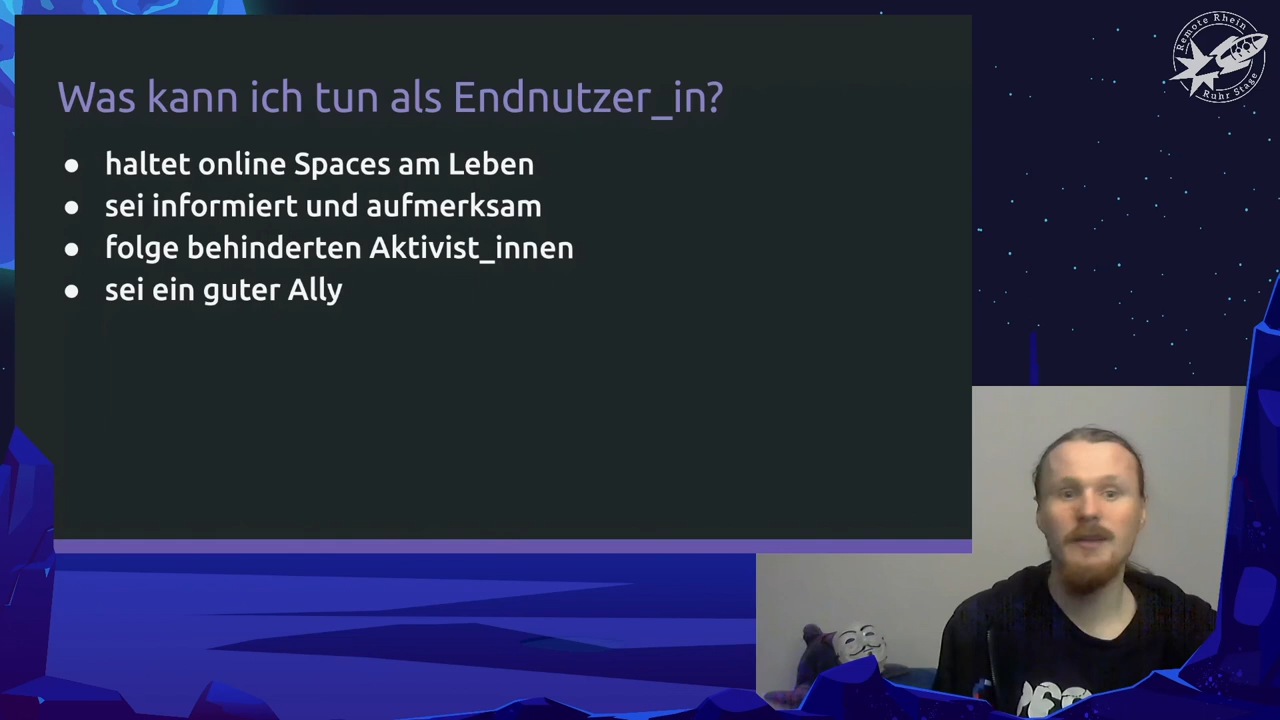 Was kann ich tun als Endnutzer_in?
● haltet online Spaces am Leben
● sei informiert und aufmerksam
● folge behinderten Aktivist_innen
● sei ein guter Ally
Remote Rhein
Ruhr Stage